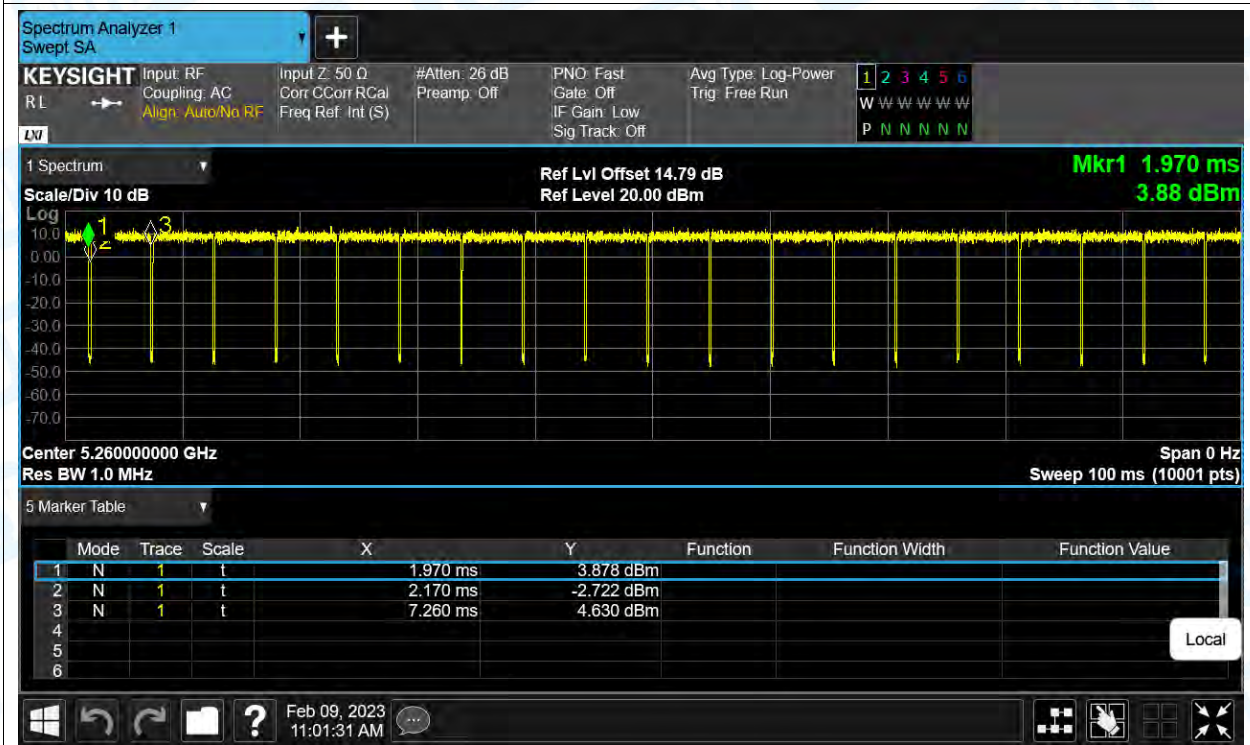 Spectrum Analyzer 1
Swept SA
+
KEYSIGHT Input: RF Input Z: 50 Ω #Atten: 26 dB PNO: Fast Avg Type: Log-Power 1 2 3 4 5 6
RL Coupling: AC Corr CCorr RCal Preamp: Off Gate: Off Trig: Free Run W W W W W W
Align: Auto/No RF Freq Ref: Int (S) IF Gain: Low
LXI Sig Track: Off P N N N N N
1 Spectrum Ref Lvl Offset 14.79 dB Mkr1 1.970 ms
Scale/Div 10 dB Ref Level 20.00 dBm 3.88 dBm
Log
1 2 3
10.0
0.00
-10.0
-20.0
-30.0
-40.0
-50.0
-60.0
-70.0
Center 5.260000000 GHz Span 0 Hz
Res BW 1.0 MHz Sweep 100 ms (10001 pts)
5 Marker Table
Mode Trace Scale X Y Function Function Width Function Value
1 N 1 t 1.970 ms 3.878 dBm
2 N 1 t 2.170 ms -2.722 dBm
3 N 1 t 7.260 ms 4.630 dBm
4
5
6
Local
? Feb 09, 2023
11:01:31 AM